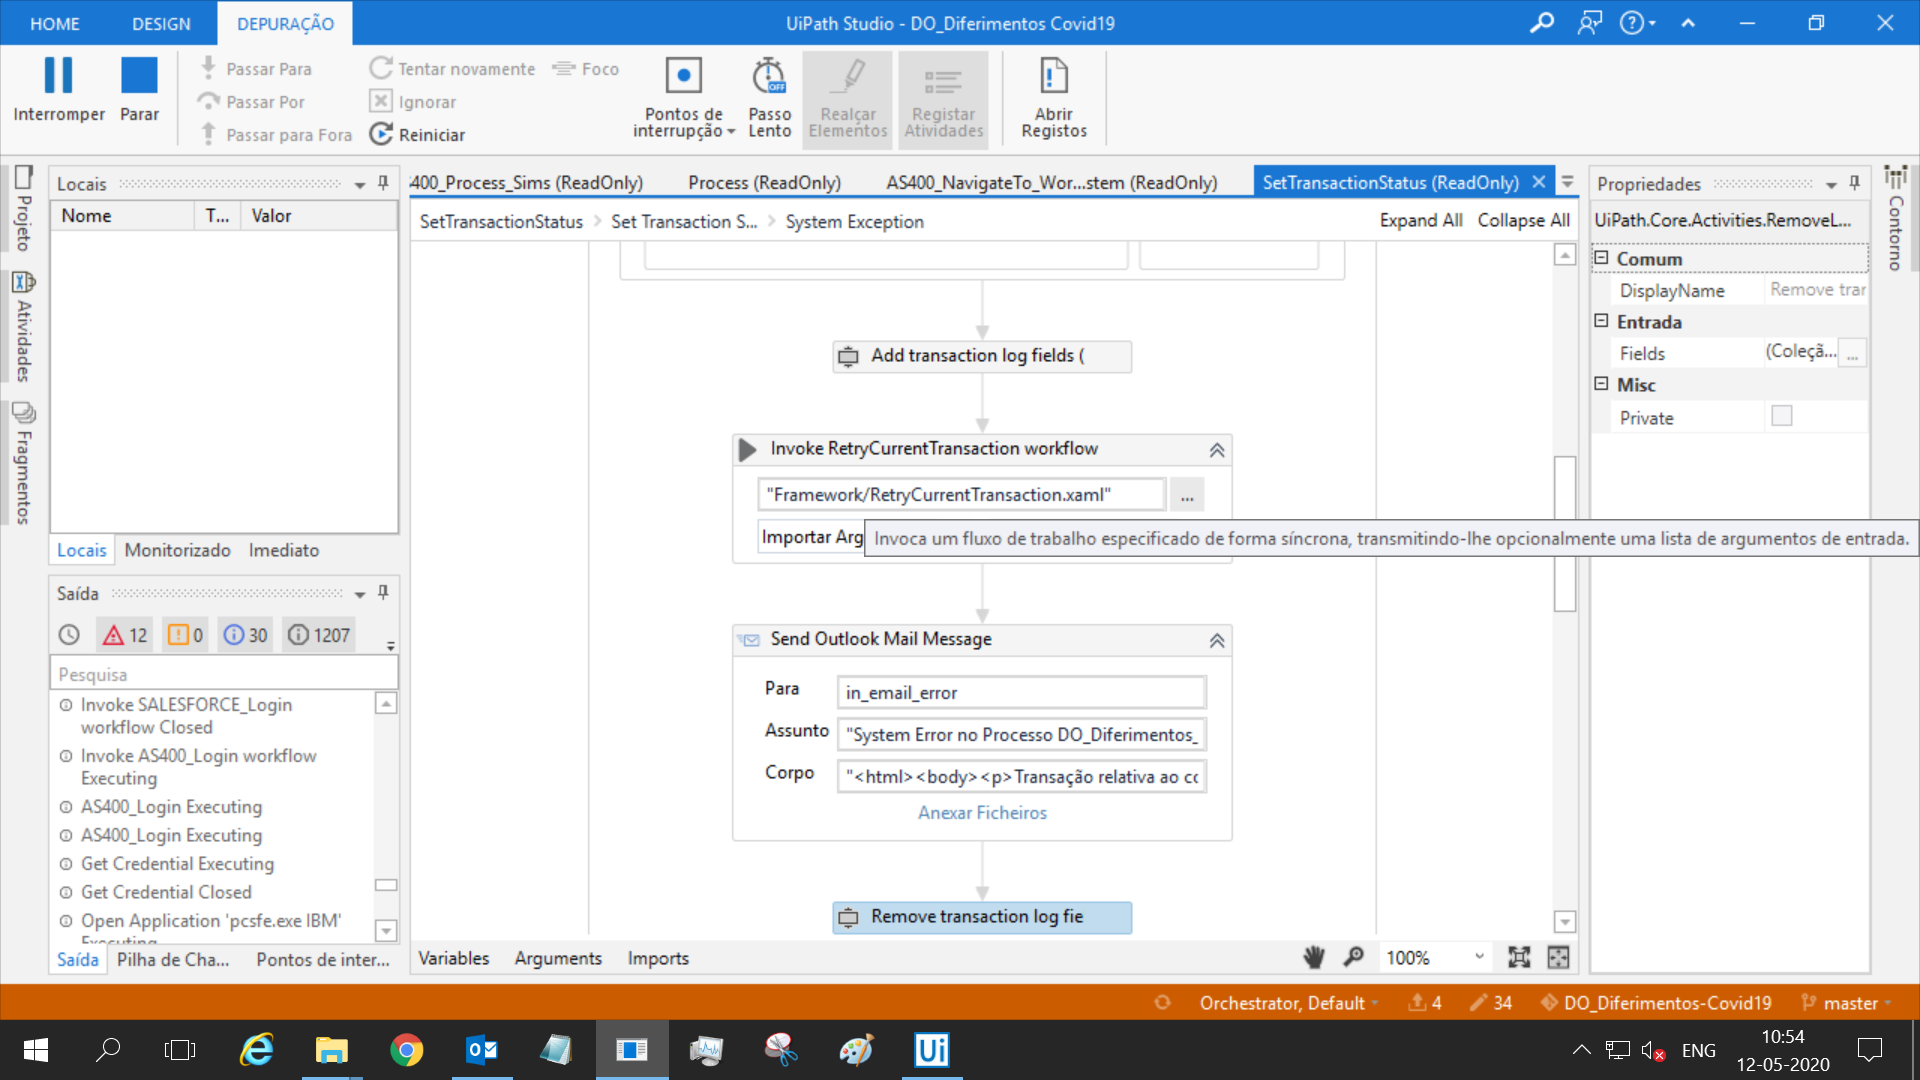 HOME
DESIGN
DEPURAÇÃO
UiPath Studio - DO_Diferimentos Covid19
Interromper
Parar
Passar Para
Passar Por
Passar para Fora
Tentar novamente
Ignorar
Reiniciar
Foco
Pontos de
interrupção
OFF
Passo
Lento
Realçar
Elementos
Registar
Atividades
Abrir
Registos
Projeto
Atividades
Fragmentos
Locais
Nome
T...
Valor
Locais
Monitorizado
Imediato
Saída
12
0
30
1207
Pesquisa
Invoke SALESFORCE_Login
workflow Closed
Invoke AS400_Login workflow
Executing
AS400_Login Executing
AS400_Login Executing
Get Credential Executing
Get Credential Closed
Open Application 'pcsfe.exe IBM'
Executing
Saída
Pilha de Cha...
Pontos de inter...
400_Process_Sims (ReadOnly)
Process (ReadOnly)
AS400_NavigateTo_Wor...stem (ReadOnly)
SetTransactionStatus (ReadOnly)
SetTransactionStatus
Set Transaction S...
System Exception
Expand All
Collapse All
Add transaction log fields (
Invoke RetryCurrentTransaction workflow
"Framework/RetryCurrentTransaction.xaml"
...
Importar Arg
Invoca um fluxo de trabalho especificado de forma síncrona, transmitindo-lhe opcionalmente uma lista de argumentos de entrada.
Send Outlook Mail Message
Para
in_email_error
Assunto
"System Error no Processo DO_Diferimentos_
Corpo
"<html><body><p>Transação relativa ao co
Anexar Ficheiros
Remove transaction log fie
Variables
Arguments
Imports
100%
Propriedades
UiPath.Core.Activities.RemoveL...
Comum
DisplayName
Remove trar
Entrada
Fields
(Coleçã...
...
Misc
Private
Contorno
Orchestrator, Default
4
34
DO_Diferimentos-Covid19
master
Ui
ENG
10:54
12-05-2020